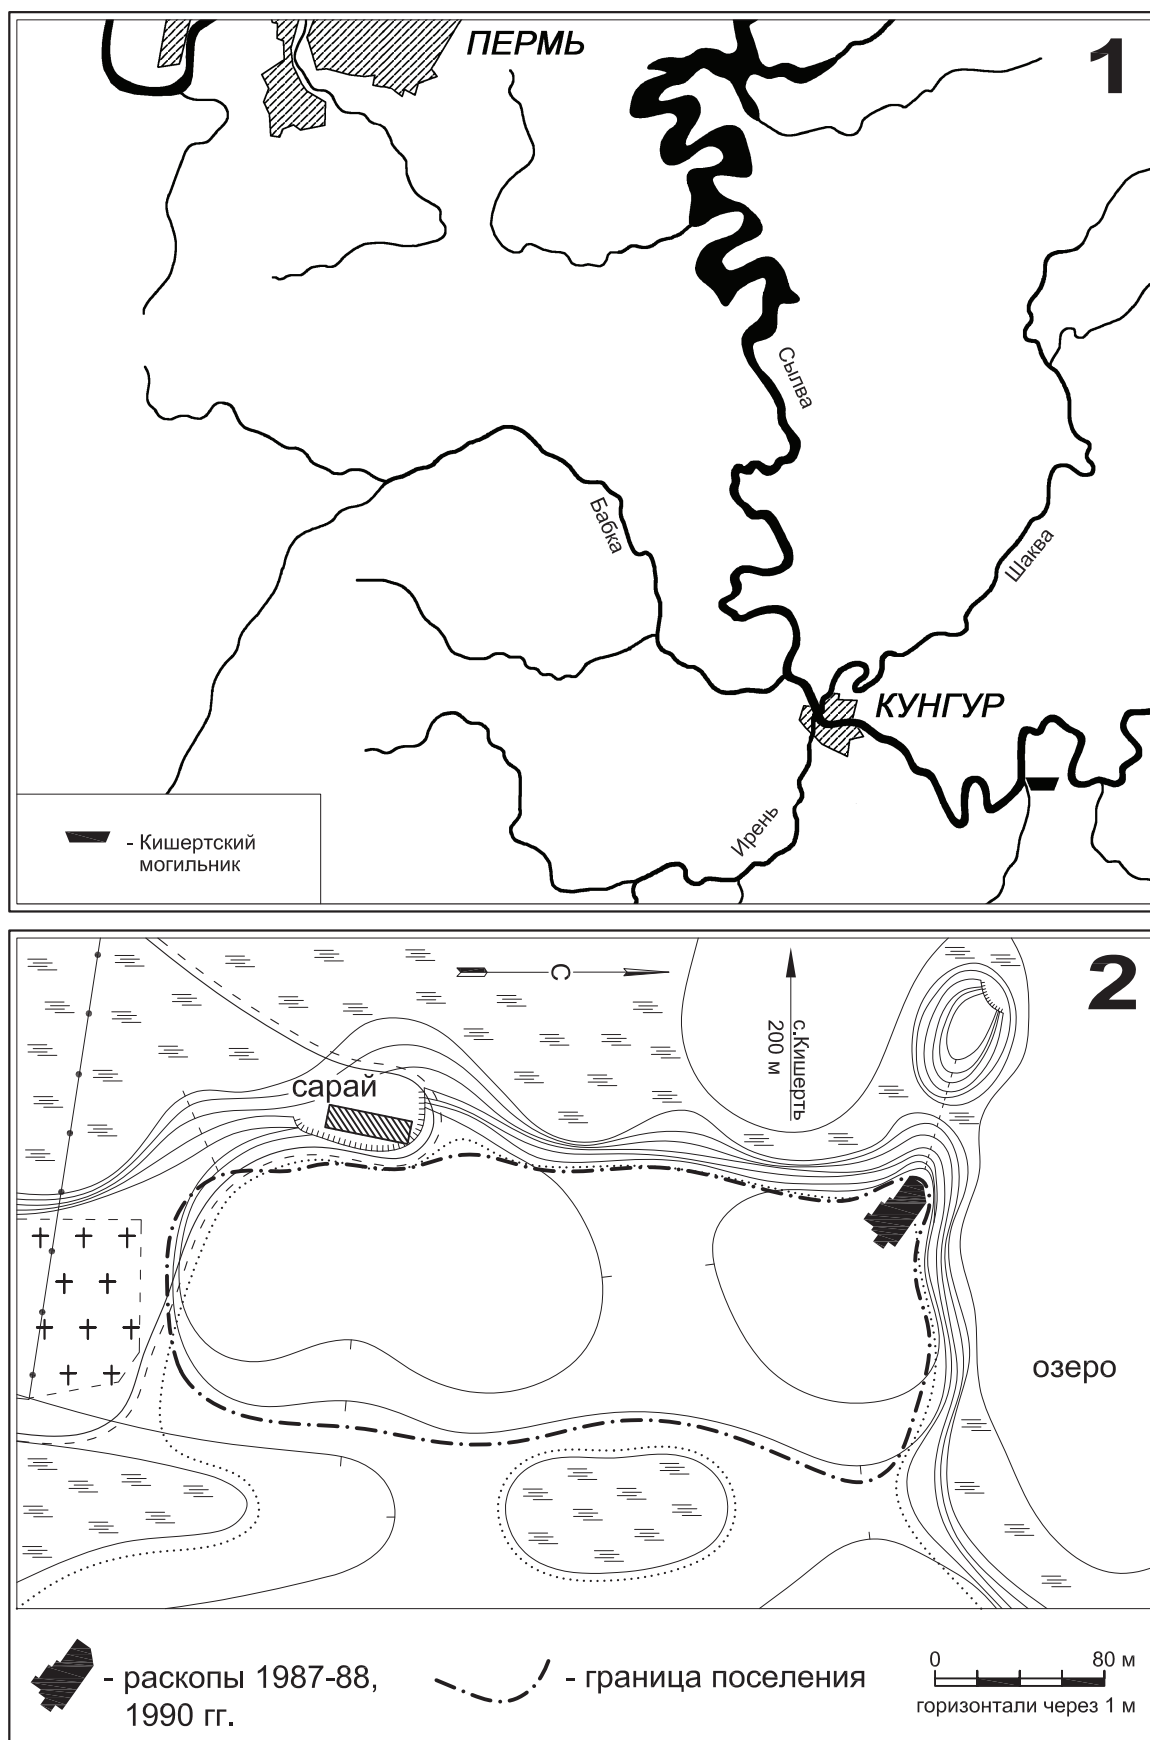 ПЕРМЬ
1
Сылва
Бабка
Шаква
КУНГУР
Ирень
- Кишертский
могильник
2
С
с.Кишерть
200 м
сарай
озеро
- раскопы 1987-88,
1990 гг.
- граница поселения
0 80 м
горизонтали через 1 м